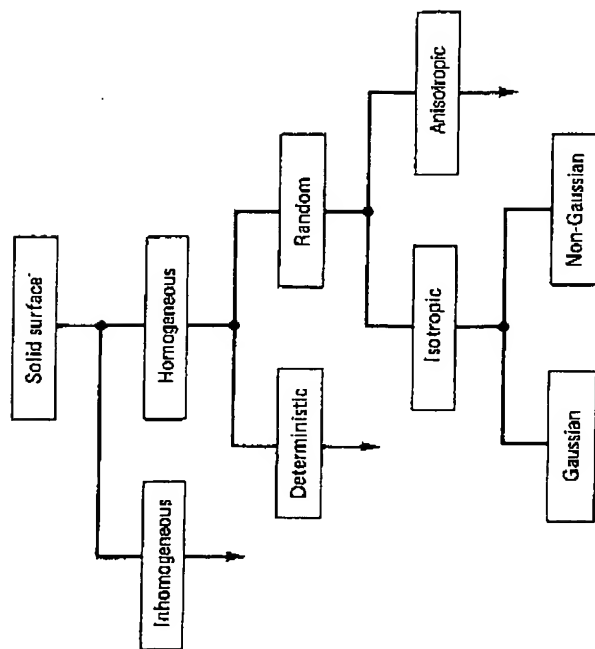 Solid surface
Inhomogeneous
Homogeneous
Deterministic
Random
Isotropic
Anisotropic
Gaussian
Non-Gaussian